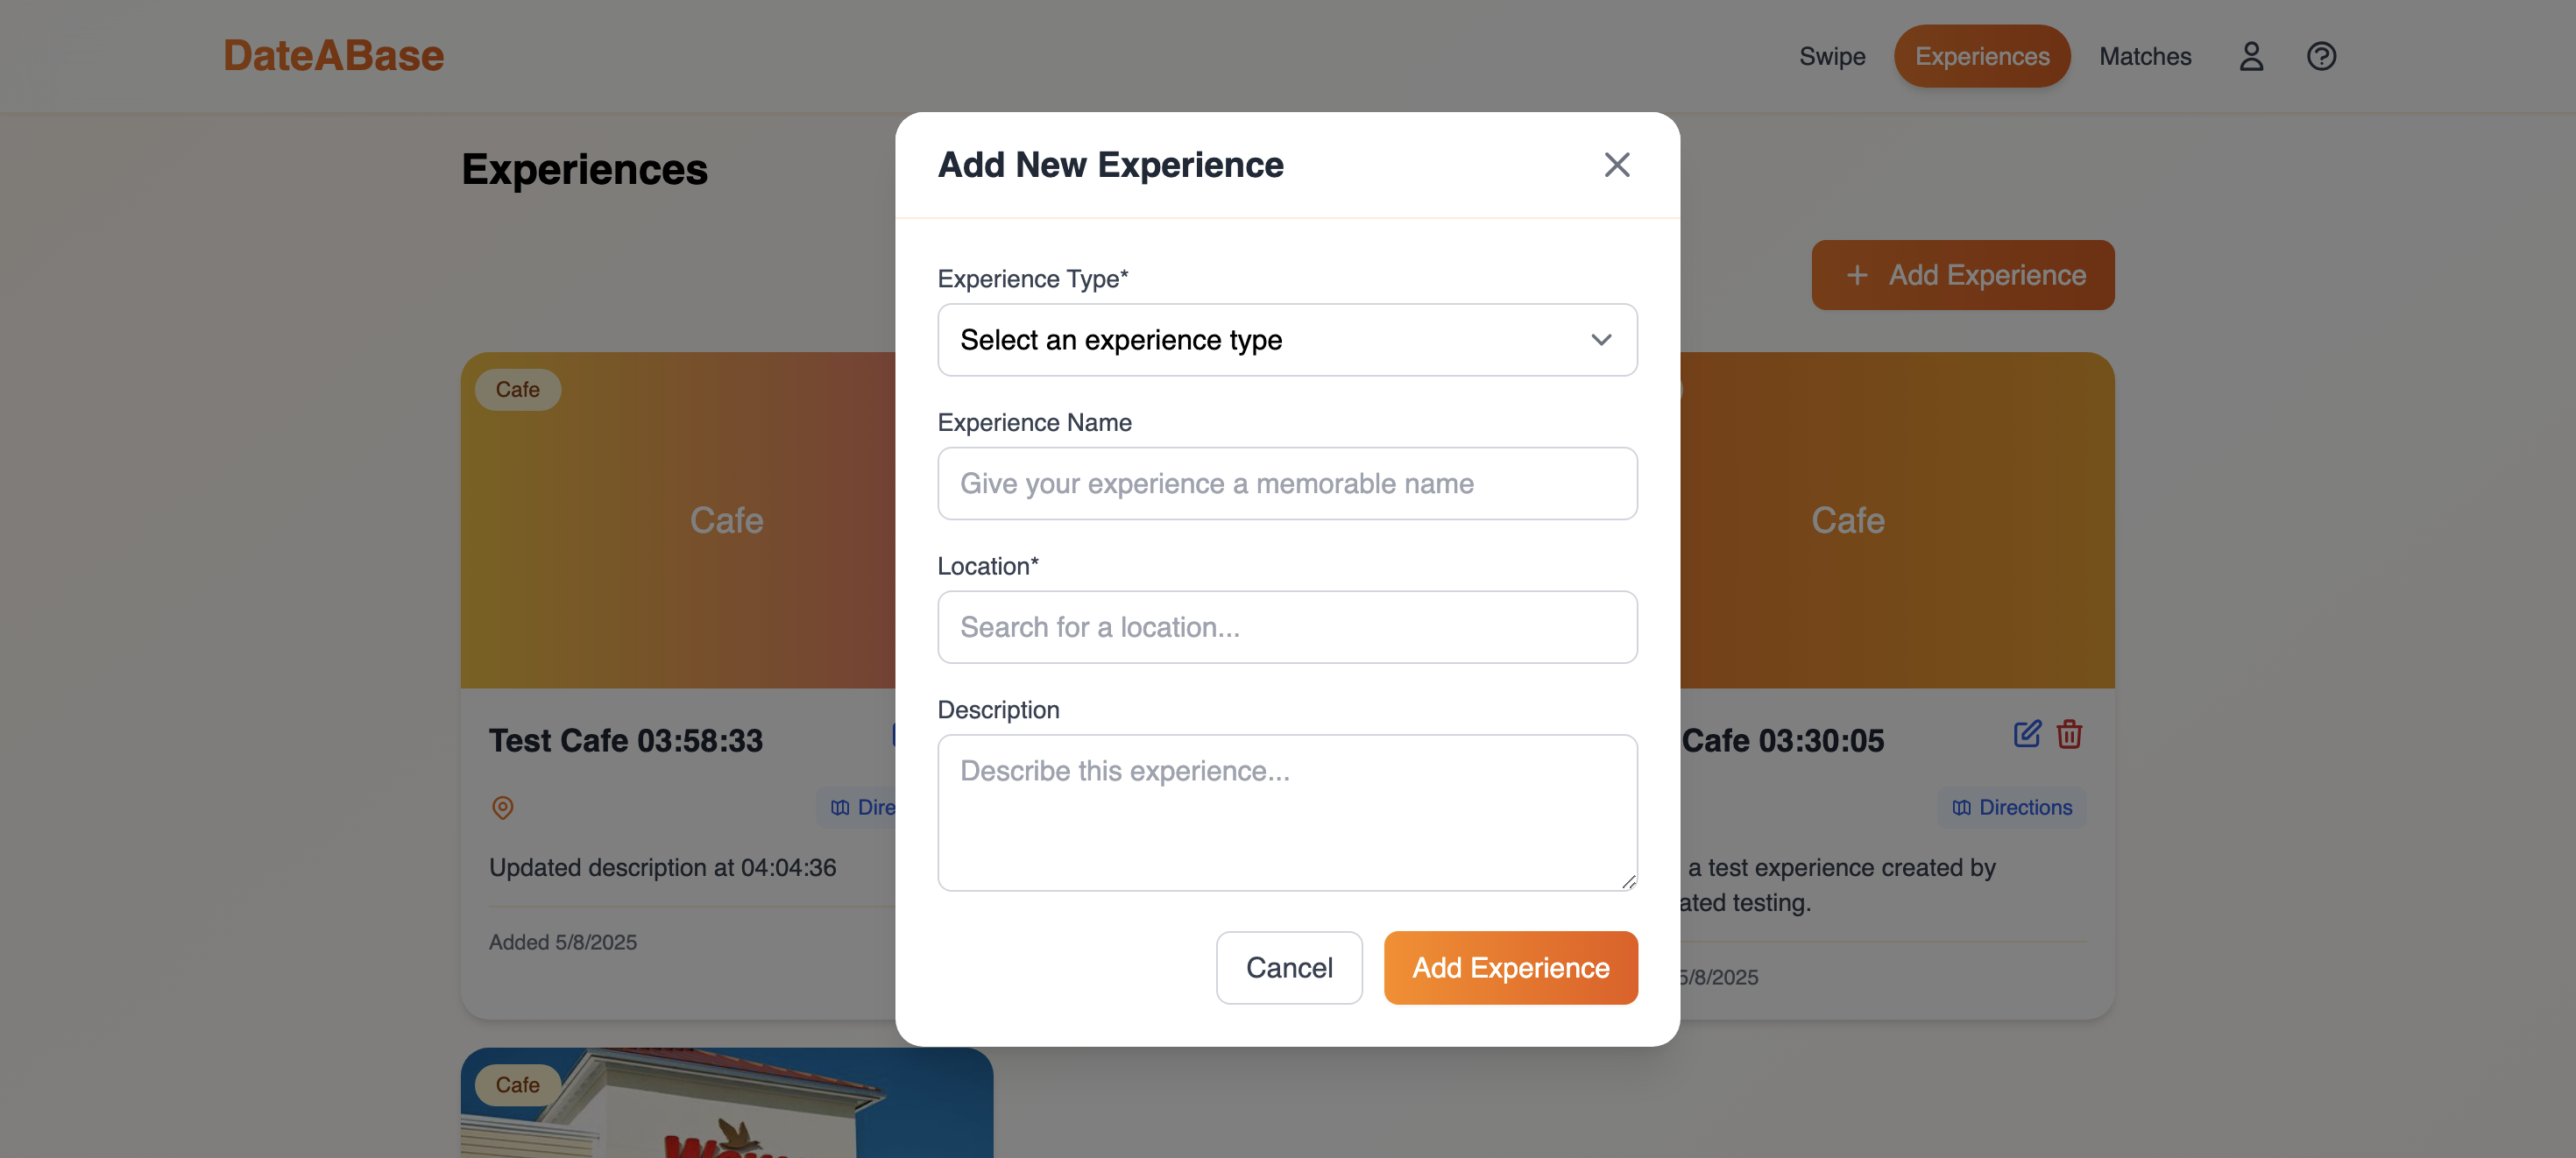 DateABase
Swipe
Experiences
Matches
Experiences
Add Experience
Add New Experience
Experience Type*
Select an experience type
Experience Name
Give your experience a memorable name
Location*
Search for a location...
Description
Describe this experience...
Cancel
Add Experience
Cafe
Cafe
Test Cafe 03:58:33
Updated description at 04:04:36
Added 5/8/2025
Cafe
Cafe 03:30:05
Directions
a test experience created by
testing.
5/8/2025
Cafe